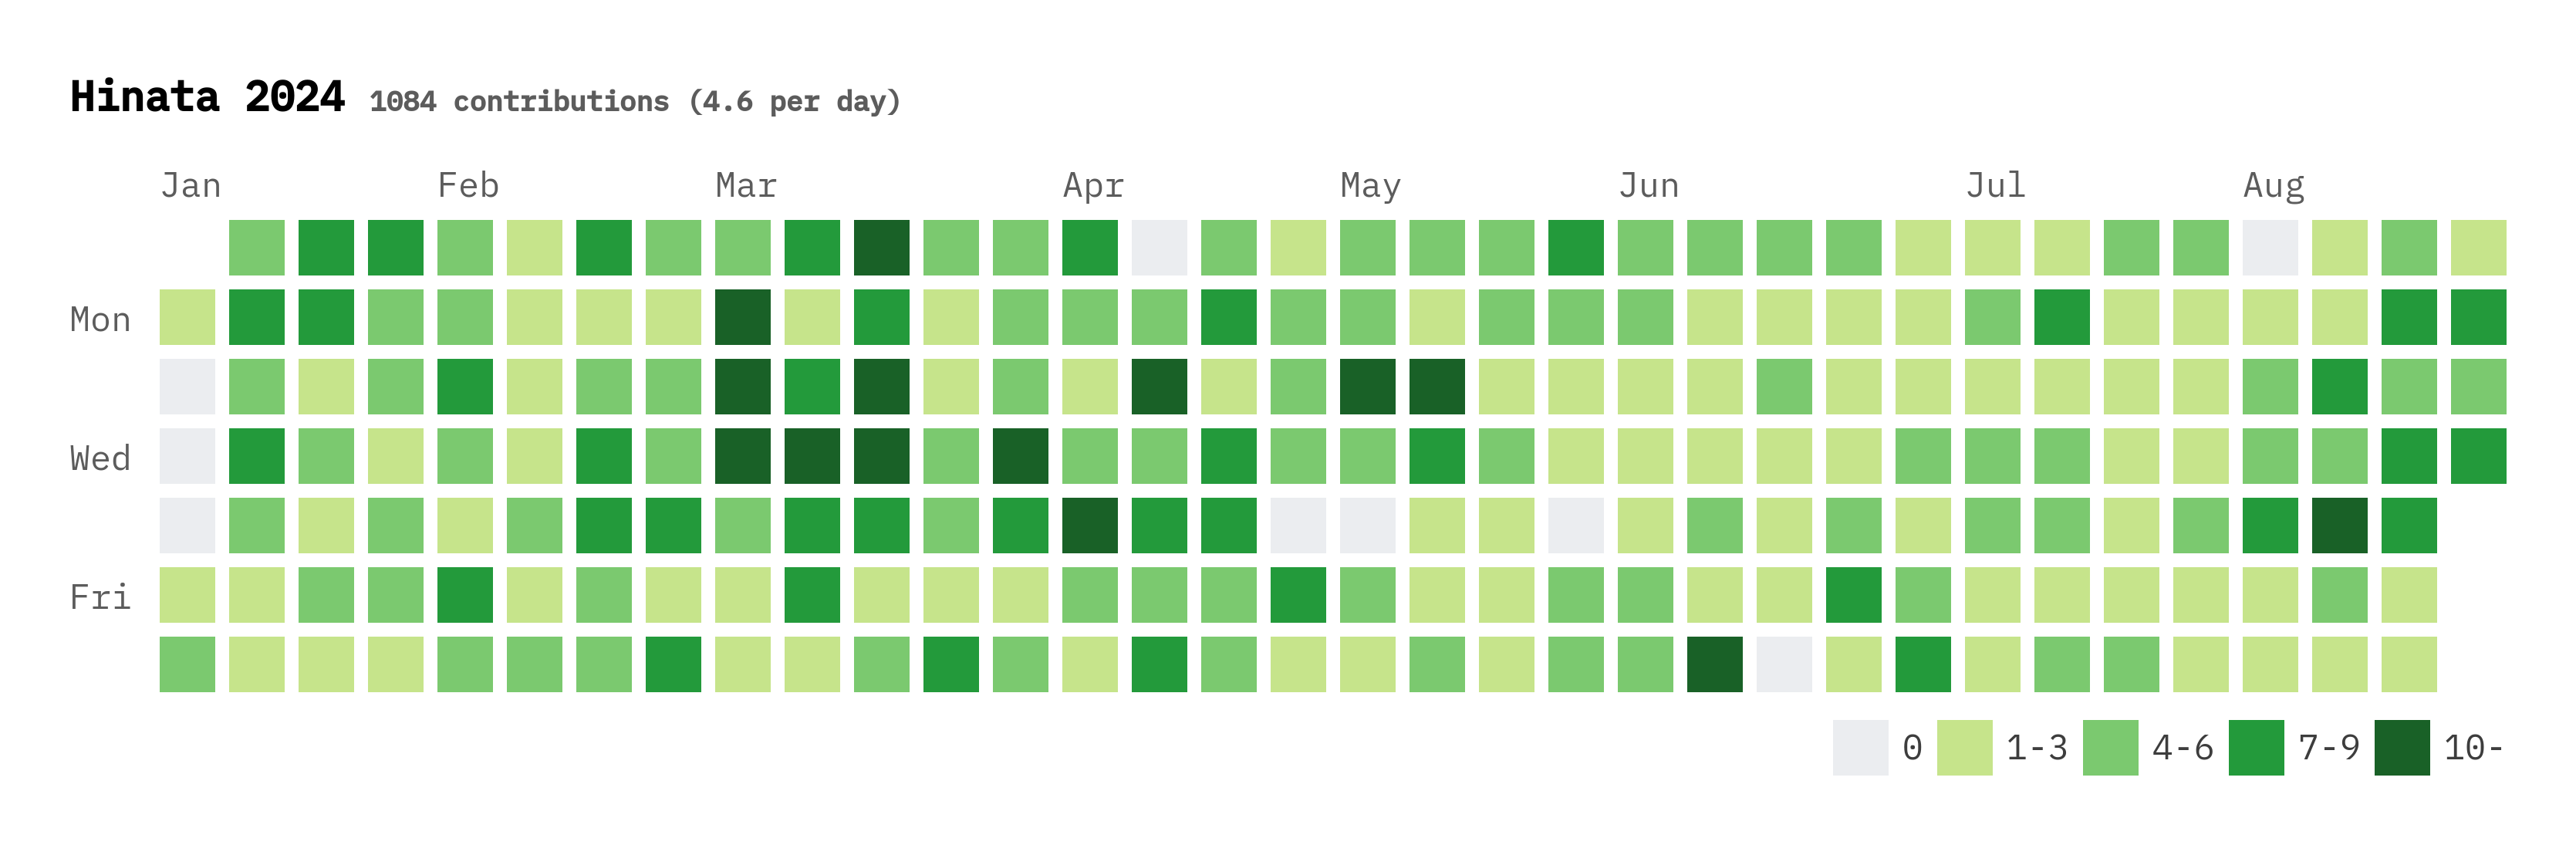 Hinata 2024 1084 contributions (4.6 per day)
Jan Feb Mar Apr May Jun Jul Aug
Mon
Wed
Fri
0 1-3 4-6 7-9 10-